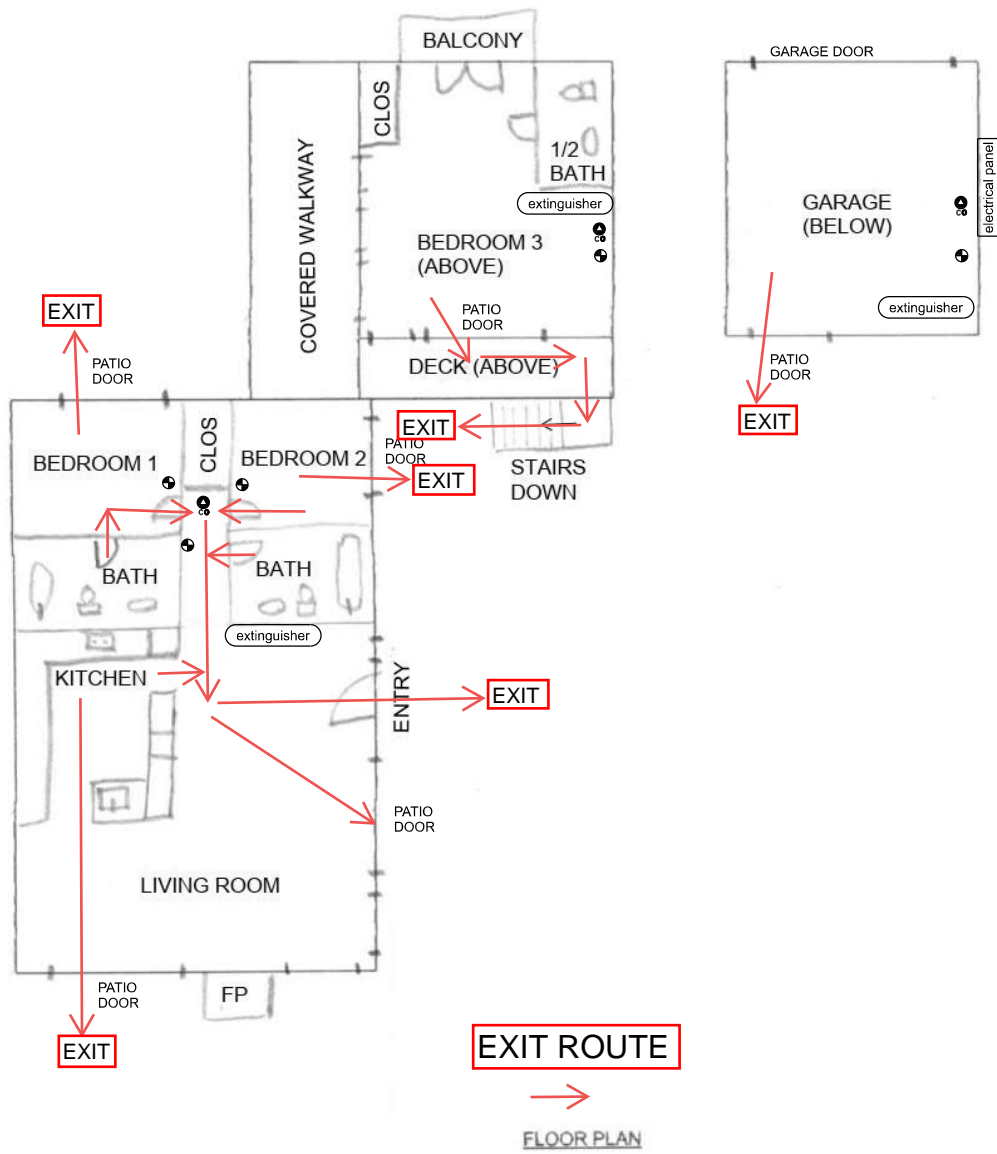 BALCONY
GARAGE DOOR
CLOS
1/2
BATH
electrical panel
COVERED WALKWAY
extinguisher
GARAGE
(BELOW)
BEDROOM 3
(ABOVE)
EXIT
PATIO
DOOR
extinguisher
PATIO
DOOR
DECK (ABOVE)
PATIO
DOOR
EXIT
EXIT
PATIO
DOOR
EXIT
CLOS
BEDROOM 1
BEDROOM 2
STAIRS
DOWN
BATH
BATH
extinguisher
KITCHEN
ENTRY
EXIT
PATIO
DOOR
LIVING ROOM
PATIO
DOOR
FP
EXIT
EXIT ROUTE
FLOOR PLAN